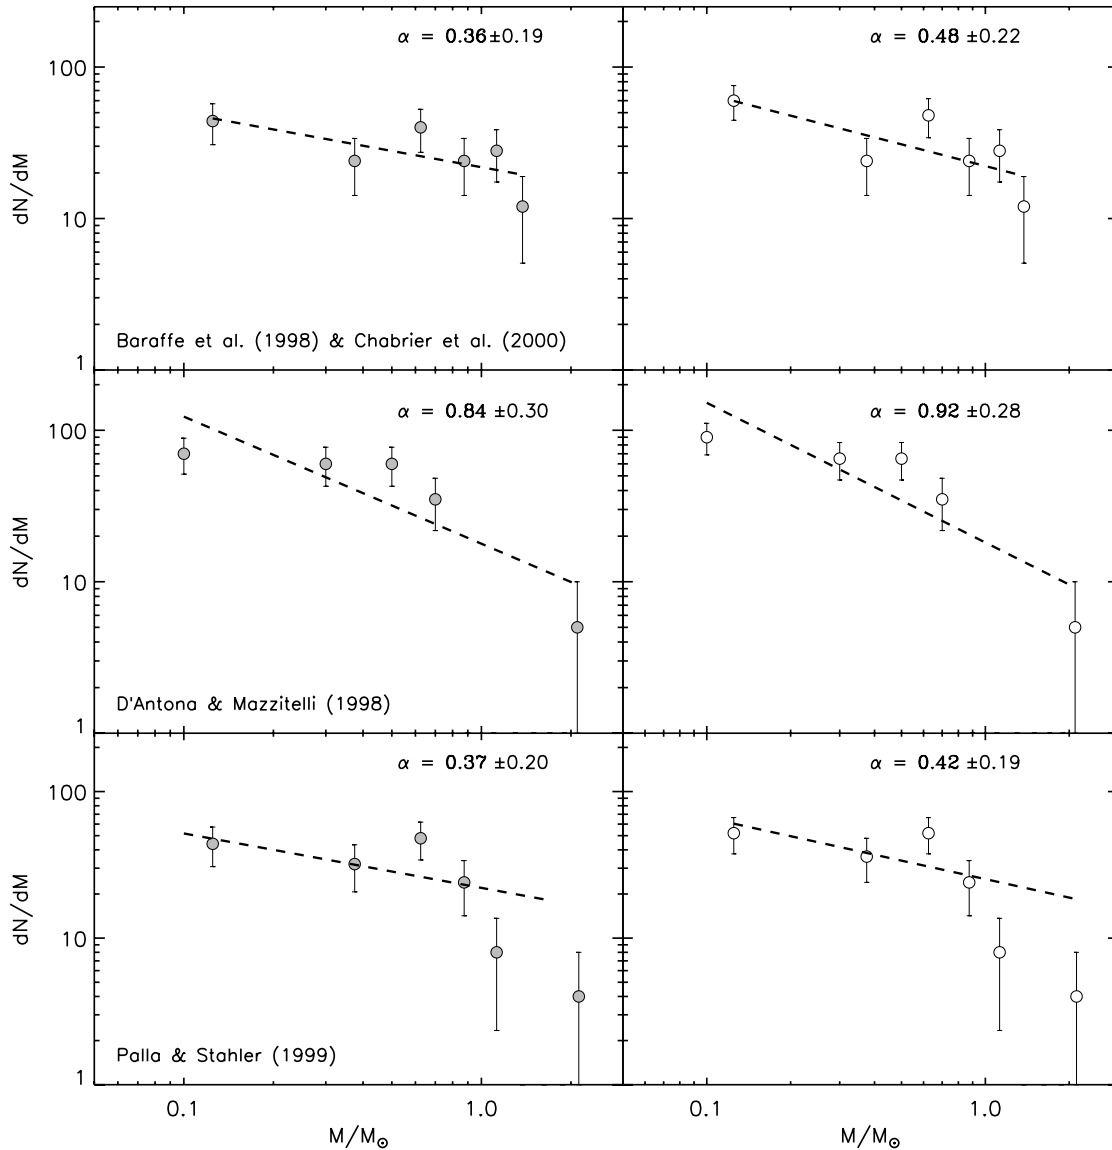 α = 0.36 ±0.19
α = 0.48 ±0.22
100
10
1
dN/dM
Baraffe et al. (1998) & Chabrier et al. (2000)
α = 0.84 ±0.30
α = 0.92 ±0.28
100
10
1
dN/dM
D'Antona & Mazzitelli (1998)
α = 0.37 ±0.20
α = 0.42 ±0.19
100
10
1
dN/dM
Palla & Stahler (1999)
0.1 1.0
0.1 1.0
M/M⊙
M/M⊙